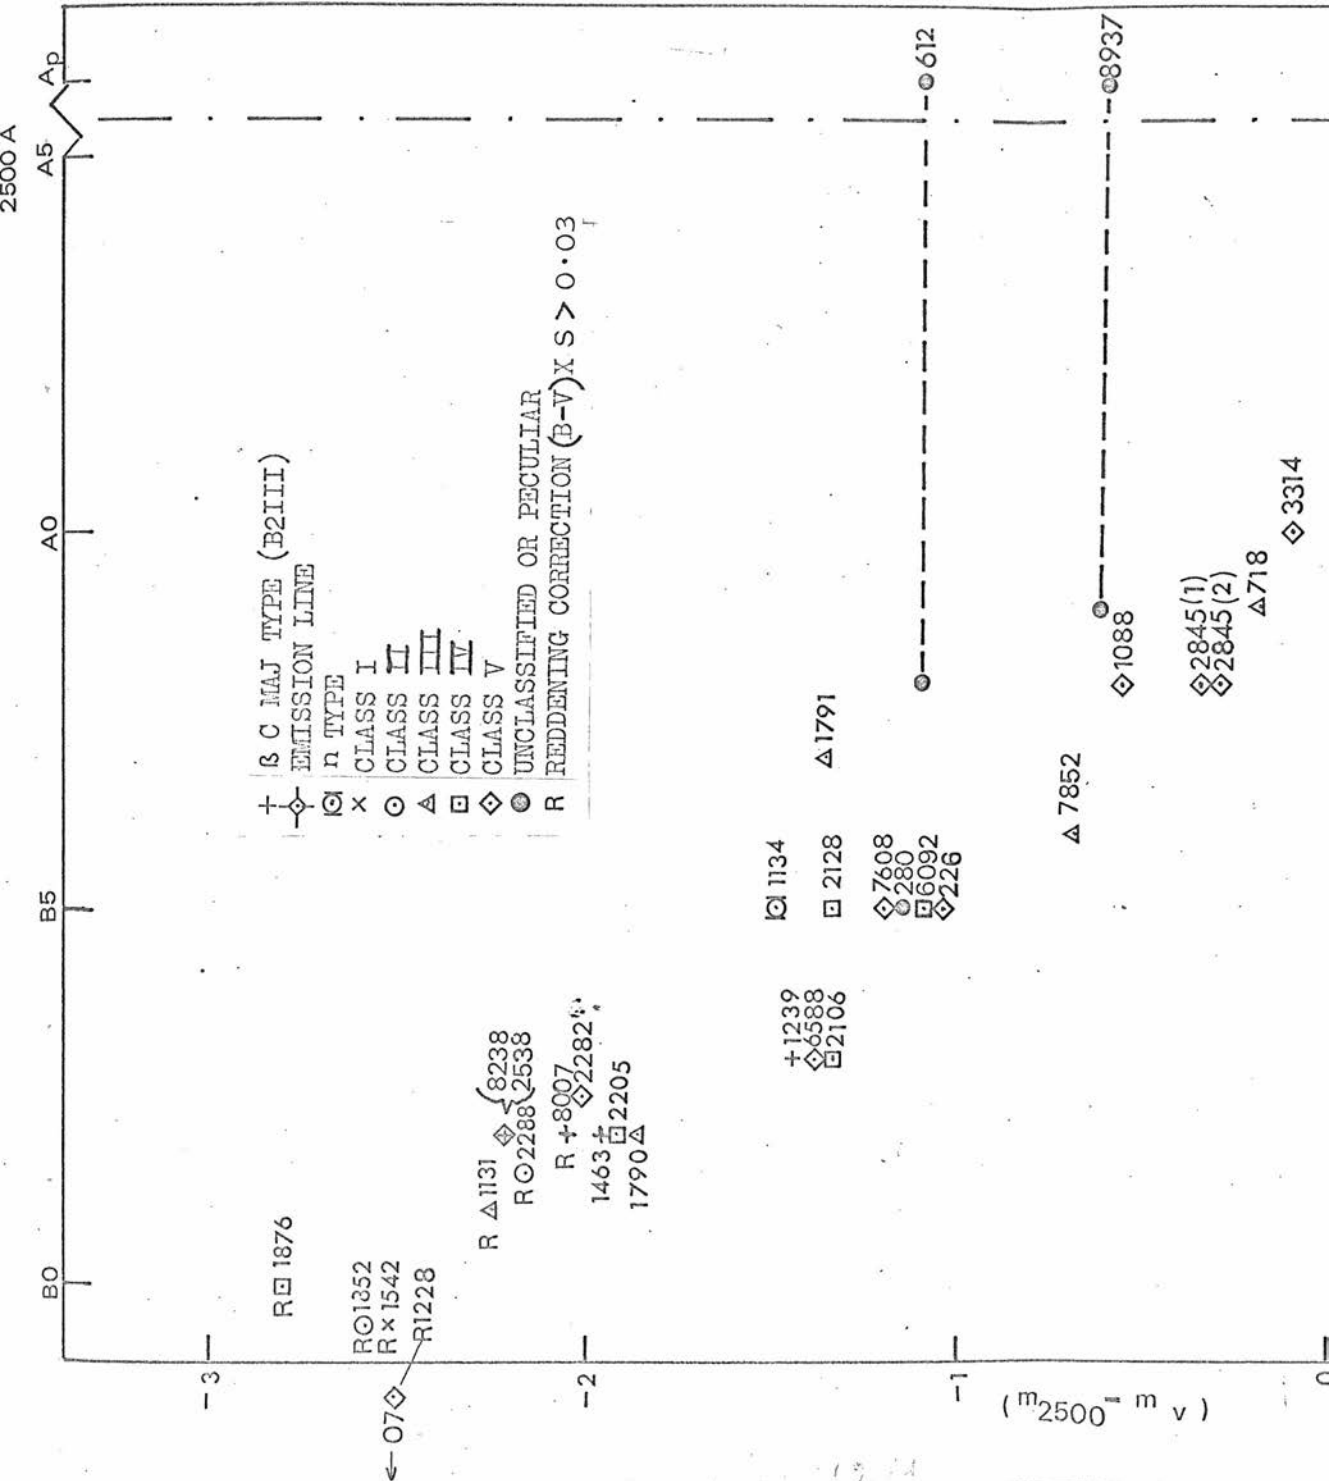 2500 A
B0
B5
A0
A5
Ap
-3
-2
-1
0
(m2500 - m v)
+ β C MAJ TYPE (B2III)
EMISSION LINE
n TYPE
× CLASS I
CLASS II
CLASS III
CLASS IV
CLASS V
UNCLASSIFIED OR PECULIAR
R REDDENING CORRECTION (B-V)X S > 0·03
R 1876
R 1852
R × 1542
R1228
← O7
R 1131
8238
2538
R 2288
R + 8007
2282
1463 +
2205
1790
+ 1239
6588
2106
1134
2128
7608
280
6092
226
1791
7852
1088
2845(1)
2845(2)
718
3314
612
8937